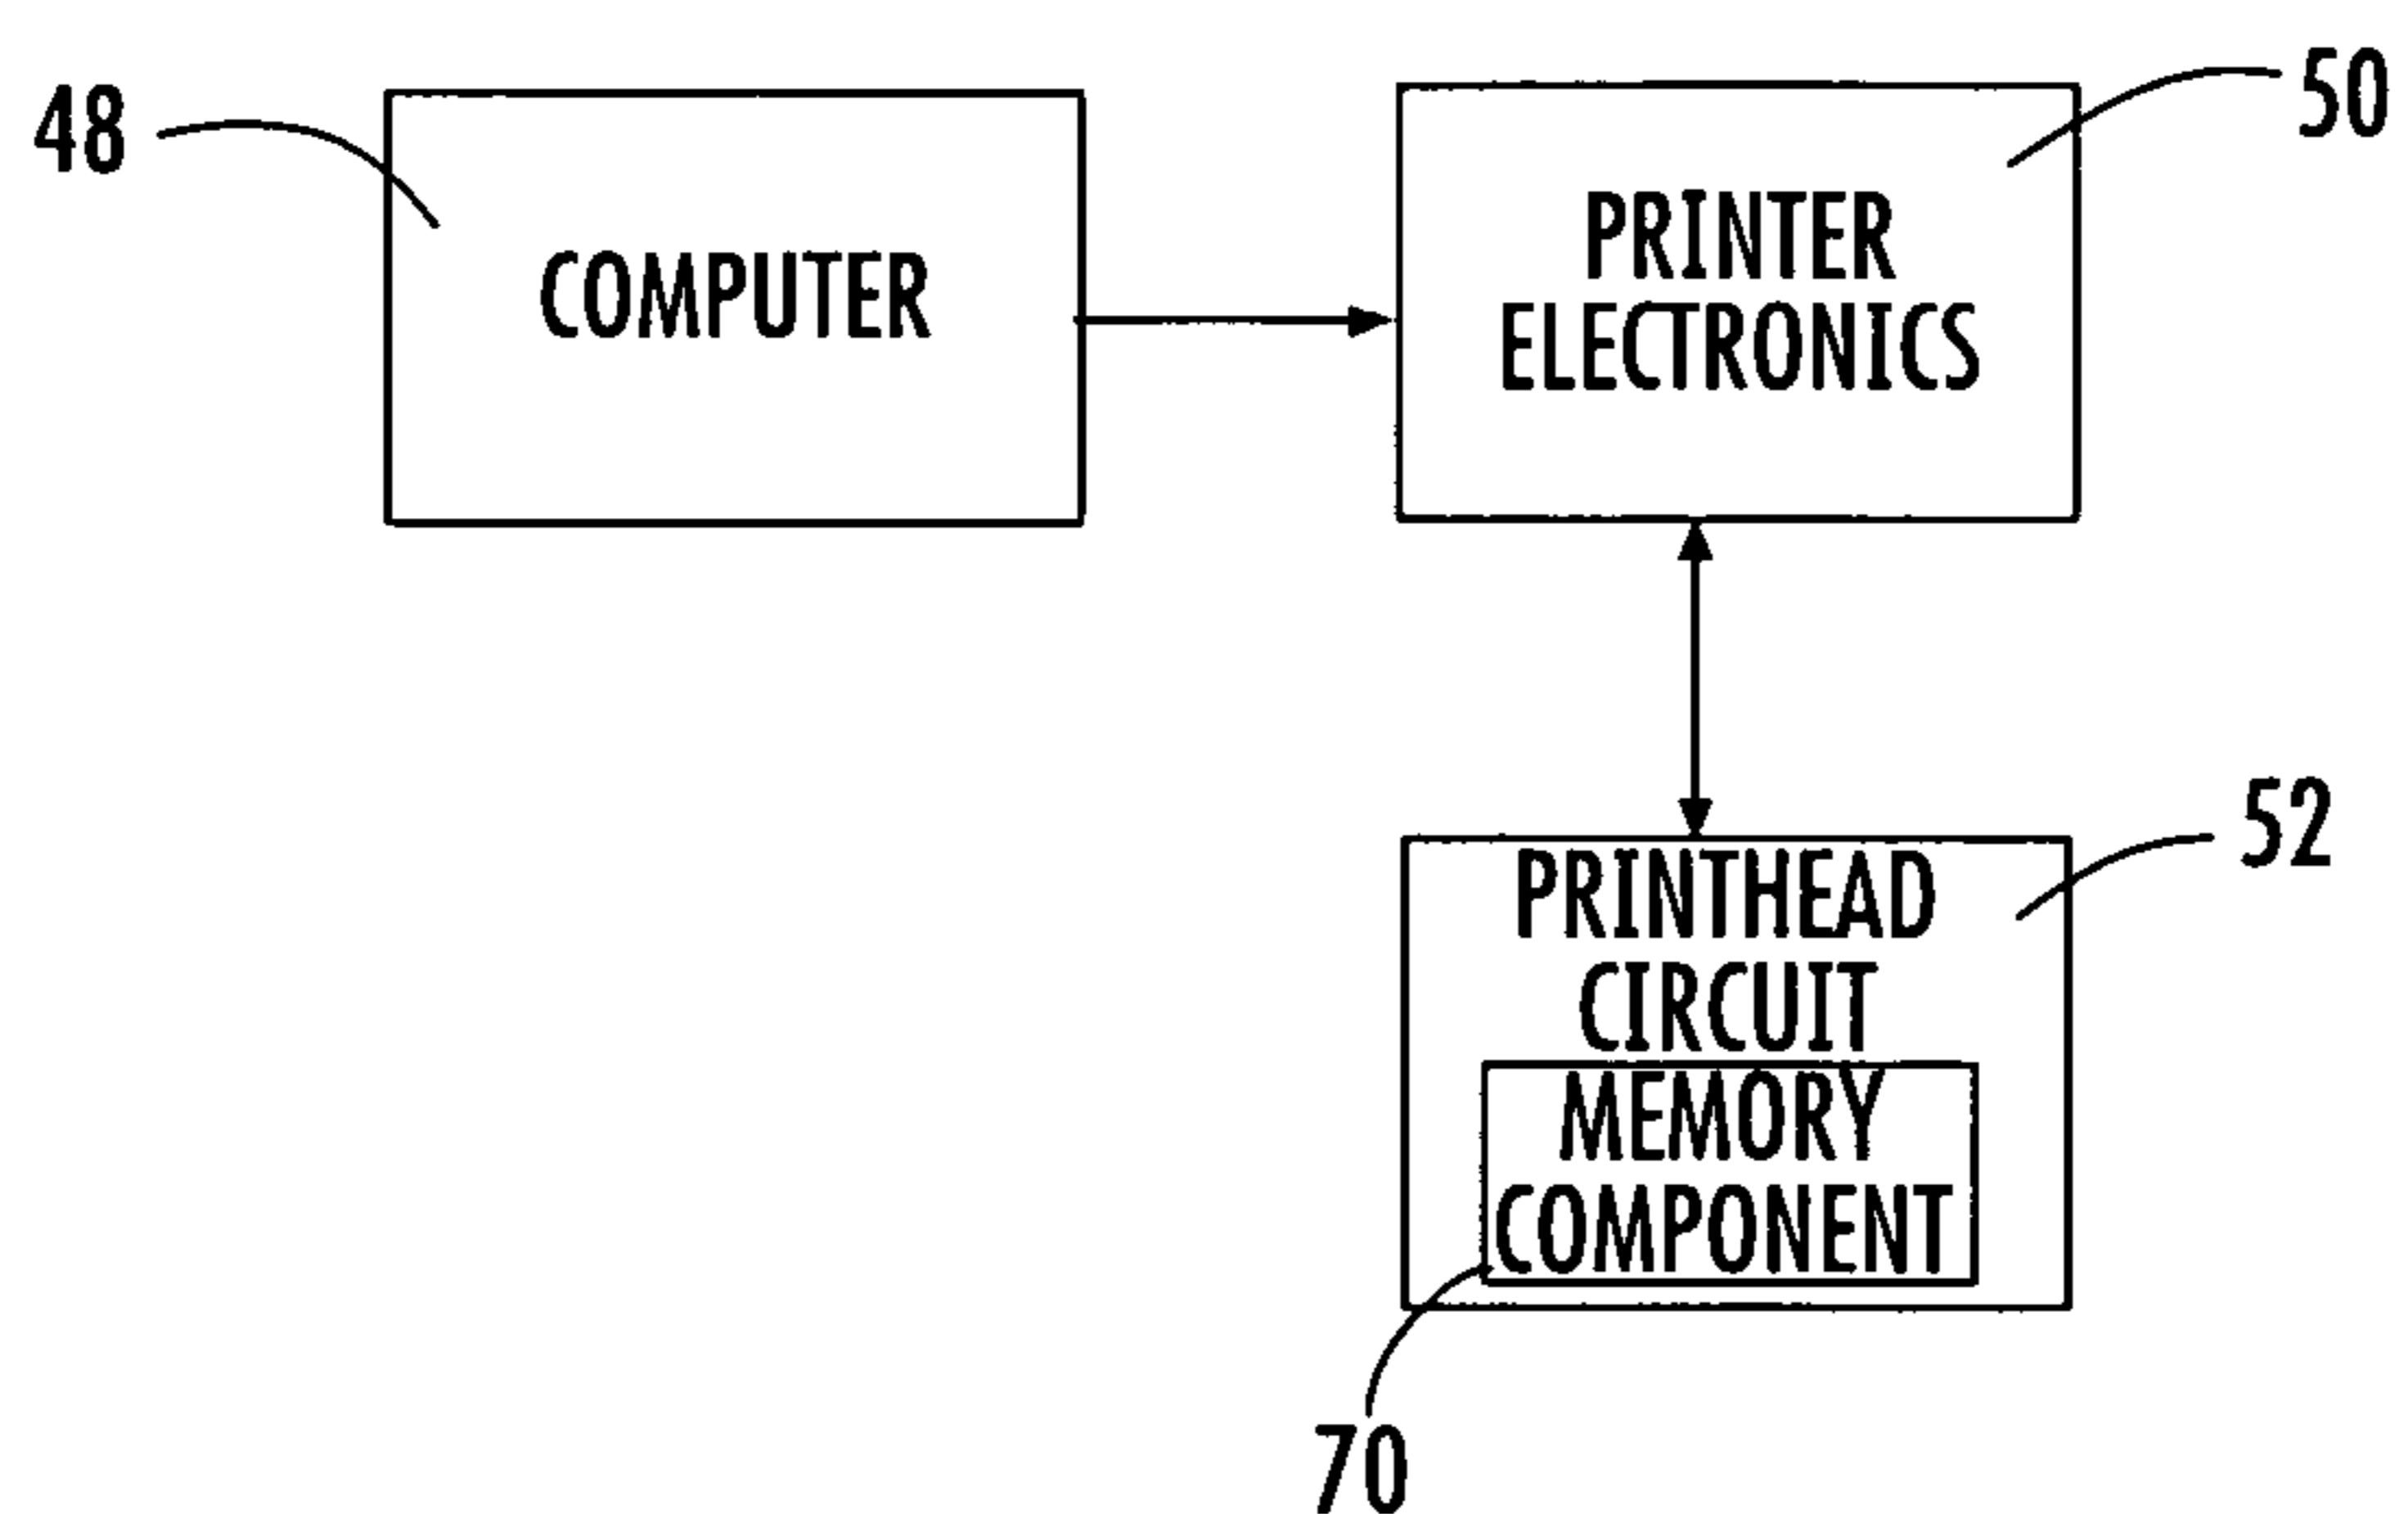 48
COMPUTER
50
PRINTER
ELECTRONICS
52
PRINTHEAD
CIRCUIT
MEMORY
COMPONENT
70